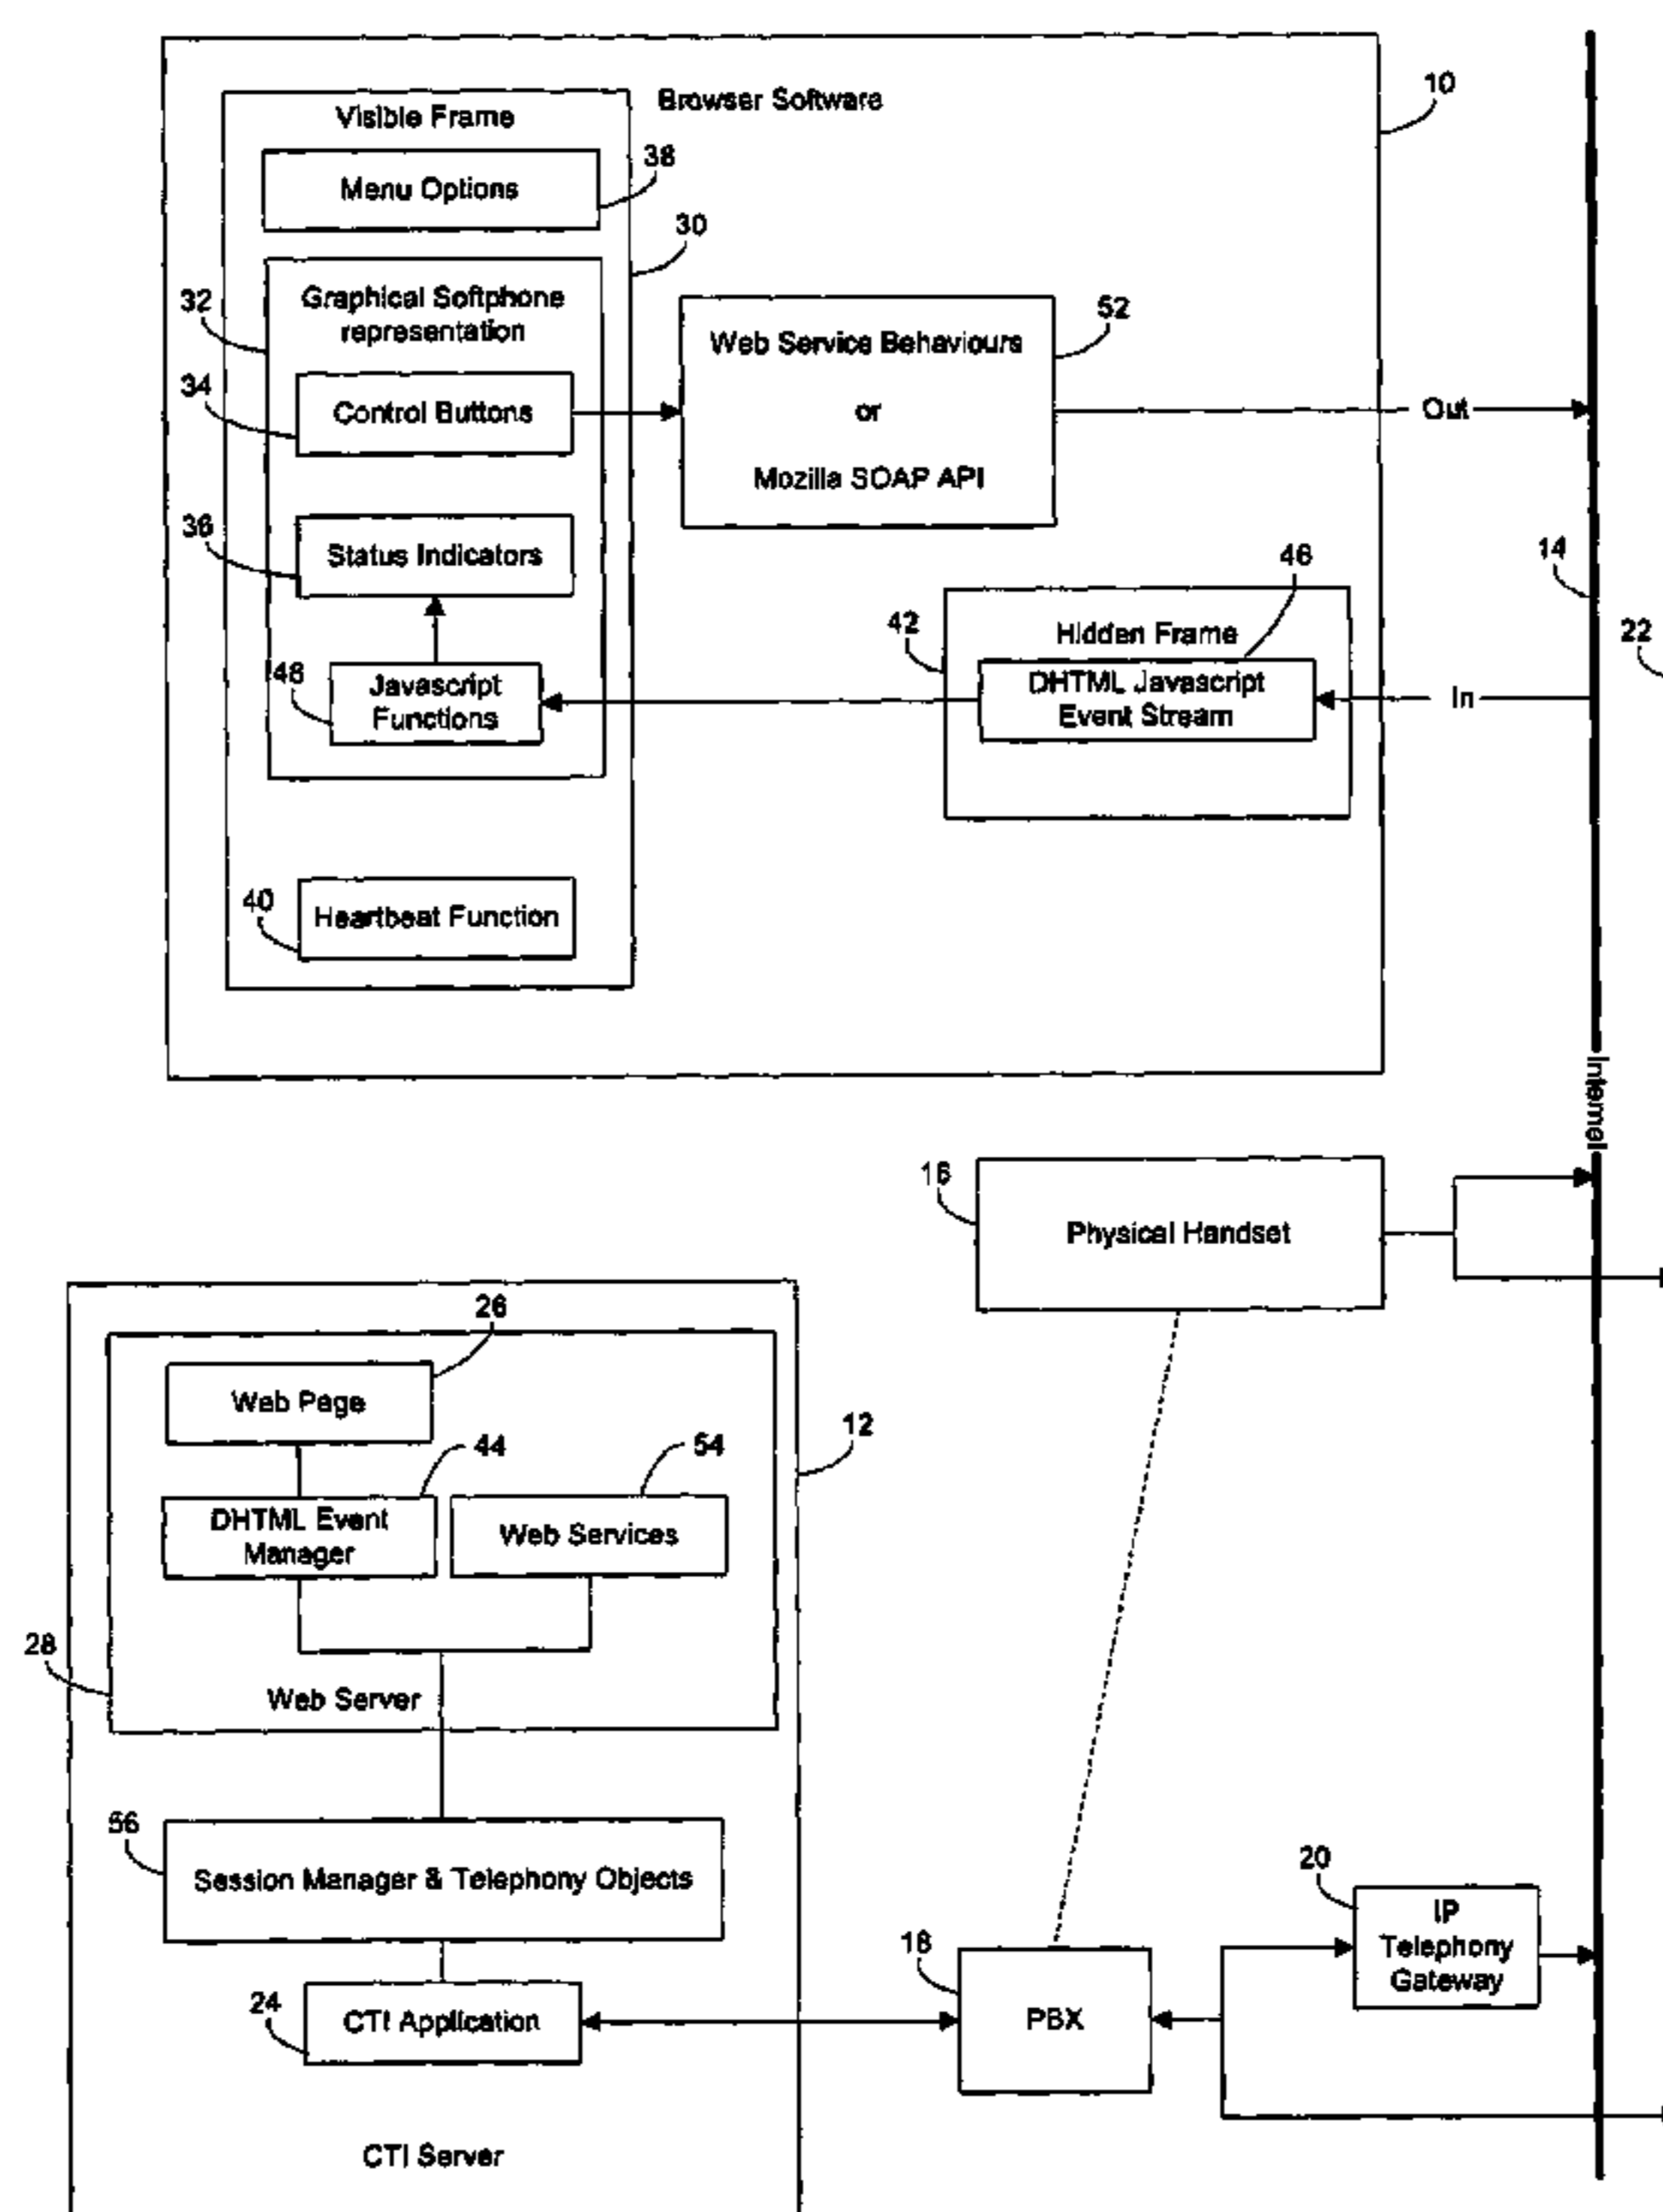 Browser Software
10
Visible Frame
Menu Options
38
30
Graphical Softphone
representation
32
34
Control Buttons
Web Service Behaviours
or
Mozilla SOAP API
52
Out
36
Status Indicators
14
22
46
42
Hidden Frame
48
Javascript
Functions
DHTML Javascript
Event Stream
In
40
Heartbeat Function
Internet
16
Physical Handset
26
Web Page
12
44
54
DHTML Event
Manager
Web Services
28
Web Server
56
Session Manager & Telephony Objects
20
IP
Telephony
Gateway
18
PBX
24
CTI Application
CTI Server